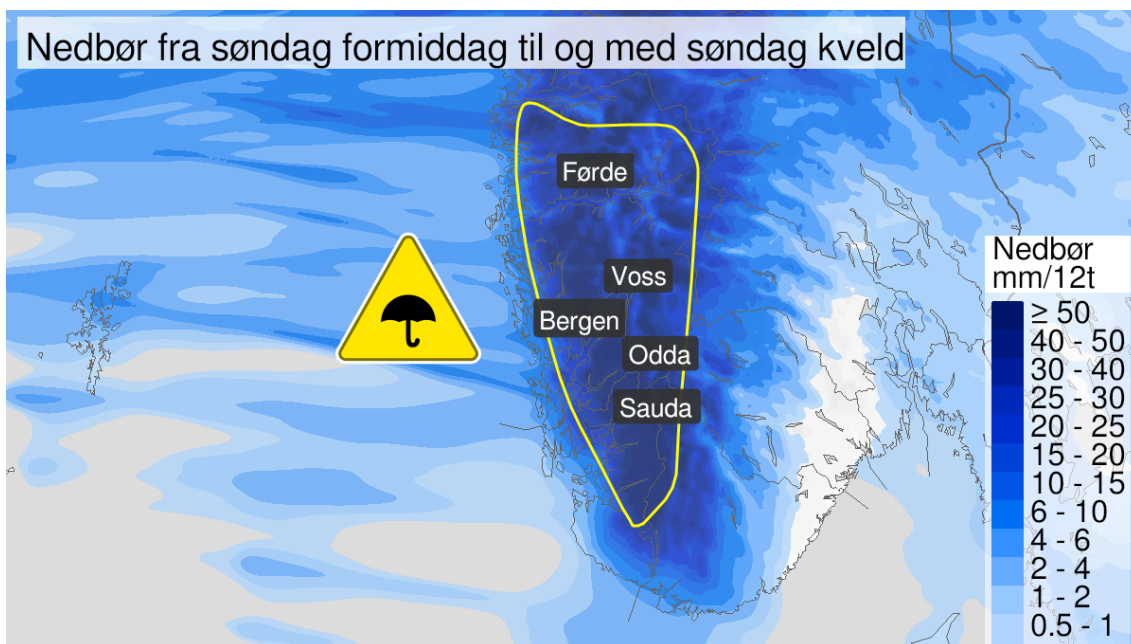 Nedbør fra søndag formiddag til og med søndag kveld
Førde
Voss
Bergen
Odda
Sauda
Nedbør
mm/12t
≥ 50
40 - 50
30 - 40
25 - 30
20 - 25
15 - 20
10 - 15
6 - 10
4 - 6
2 - 4
1 - 2
0.5 - 1